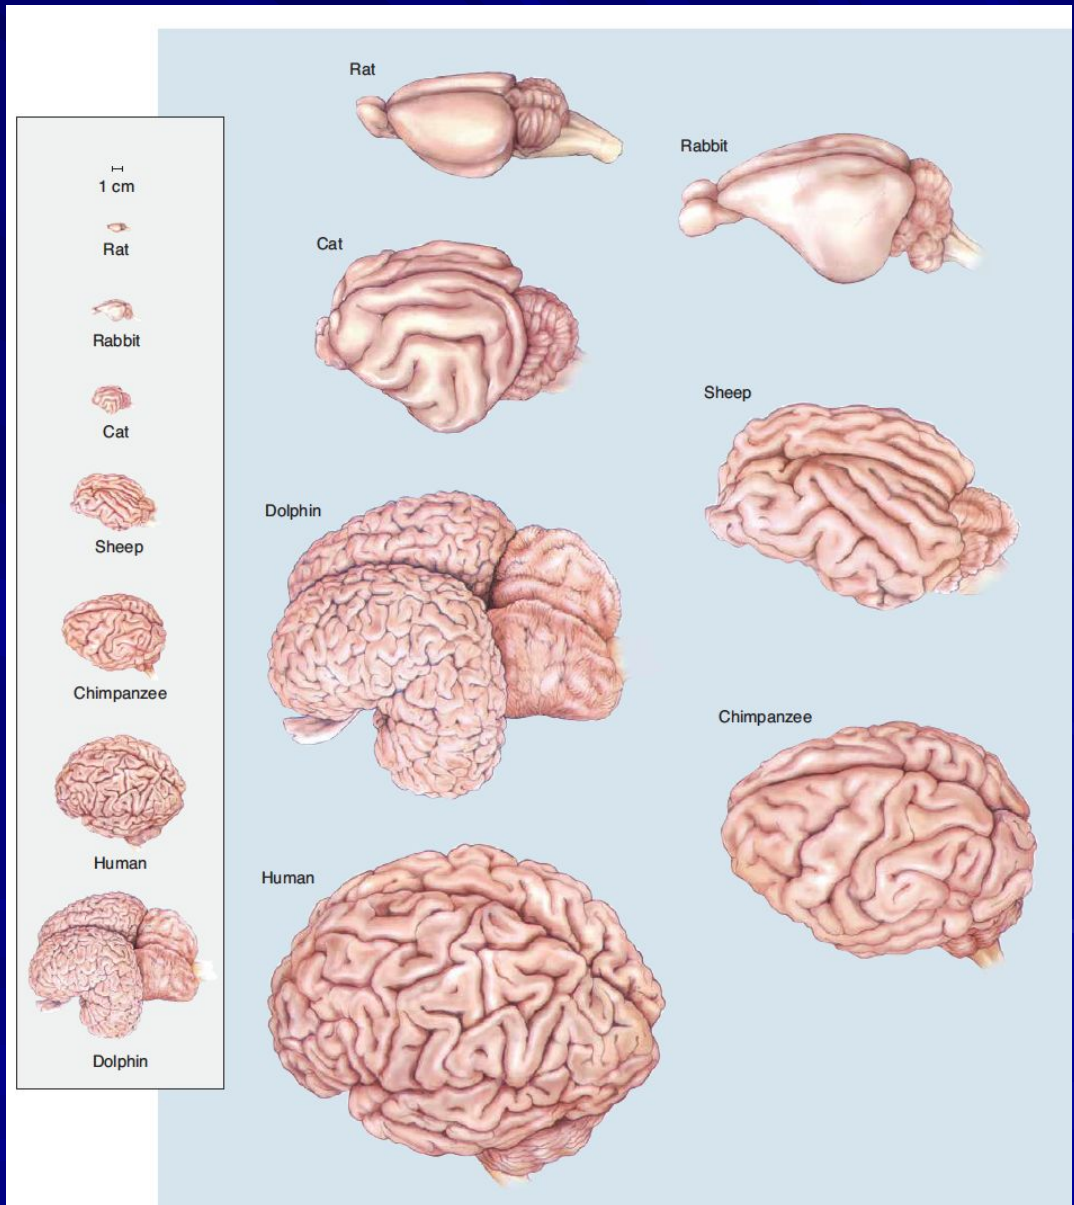 1 cm
Rat
Rabbit
Cat
Sheep
Chimpanzee
Human
Dolphin
Rat
Rabbit
Cat
Sheep
Dolphin
Chimpanzee
Human